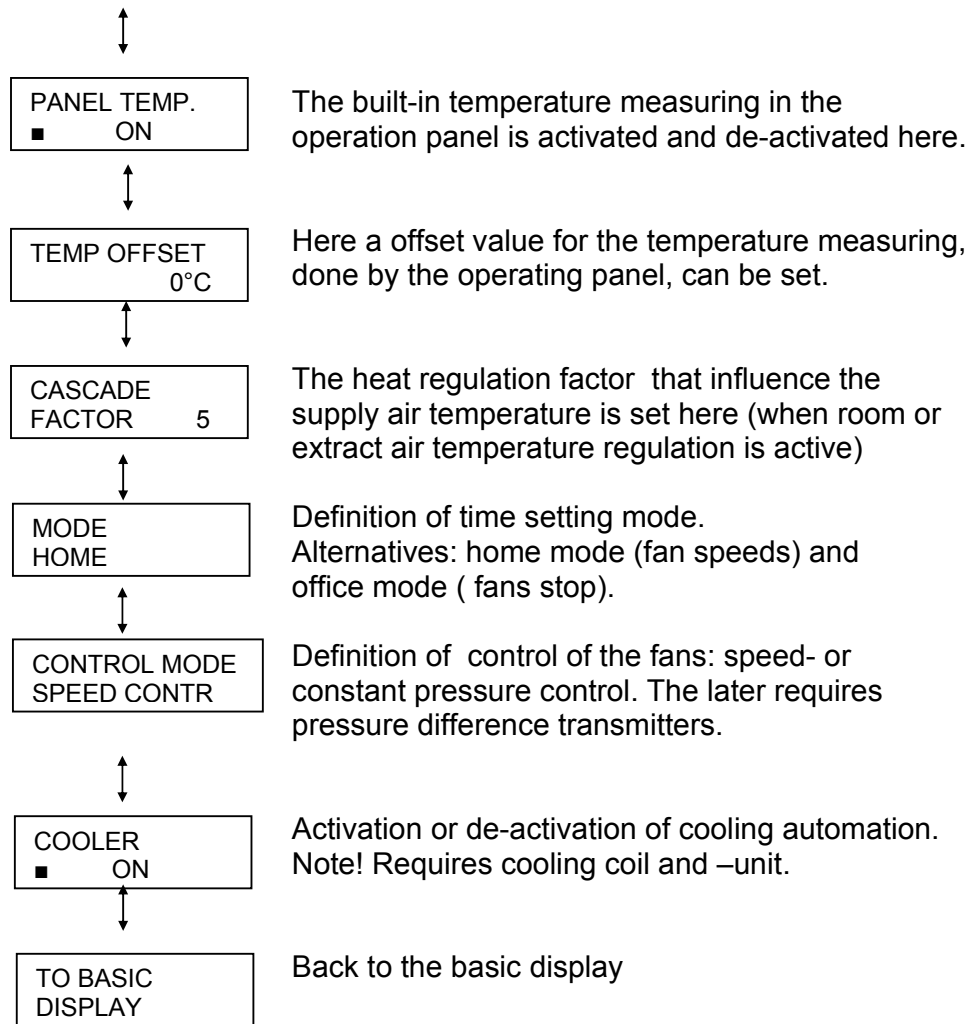 PANEL TEMP.
■ ON
The built-in temperature measuring in the
operation panel is activated and de-activated here.
TEMP OFFSET
0°C
Here a offset value for the temperature measuring,
done by the operating panel, can be set.
CASCADE
FACTOR 5
The heat regulation factor that influence the
supply air temperature is set here (when room or
extract air temperature regulation is active)
MODE
HOME
Definition of time setting mode.
Alternatives: home mode (fan speeds) and
office mode ( fans stop).
CONTROL MODE
SPEED CONTR
Definition of control of the fans: speed- or
constant pressure control. The later requires
pressure difference transmitters.
COOLER
■ ON
Activation or de-activation of cooling automation.
Note! Requires cooling coil and –unit.
TO BASIC
DISPLAY
Back to the basic display